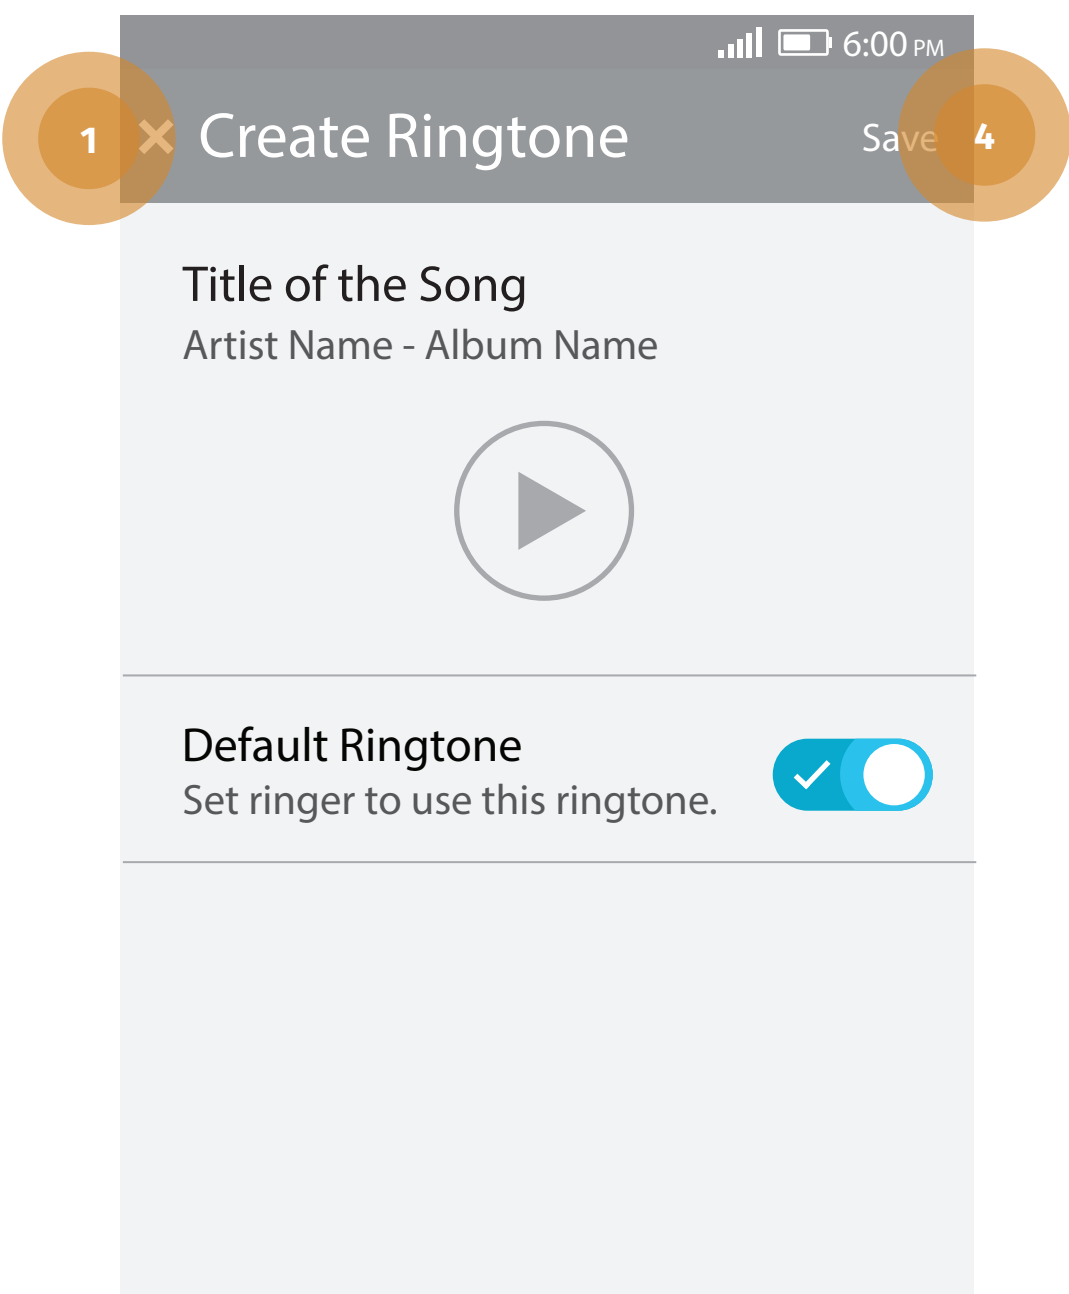 6:00 PM
1 Create Ringtone Save 4
Title of the Song
Artist Name - Album Name
Default Ringtone
Set ringer to use this ringtone.